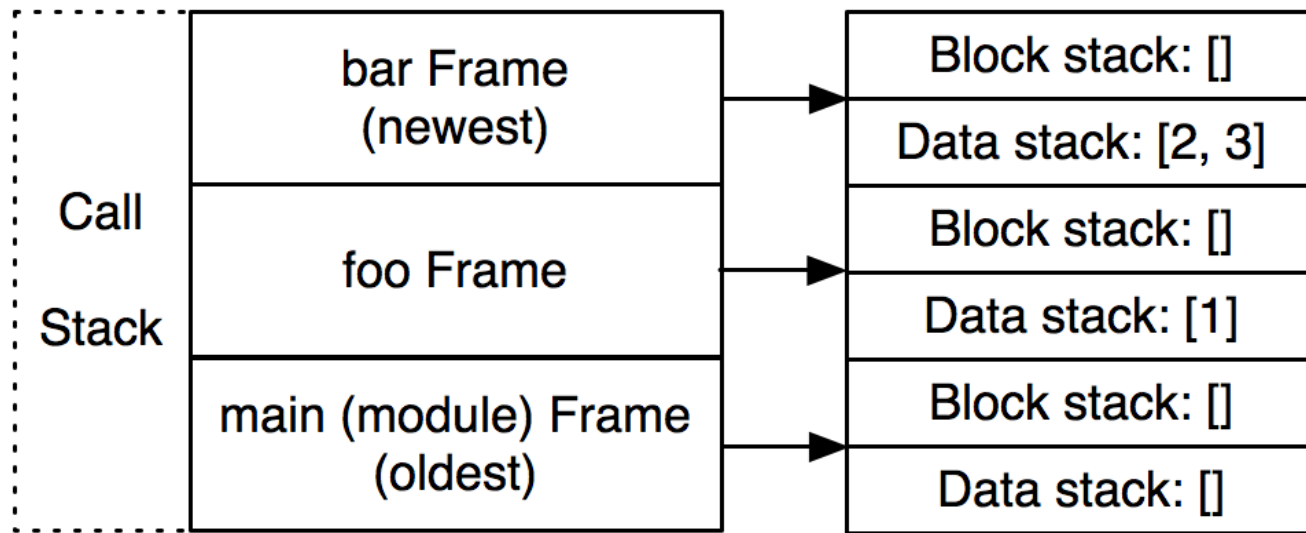 Call
Stack
bar Frame
(newest)
foo Frame
main (module) Frame
(oldest)
Block stack: []
Data stack: [2, 3]
Block stack: []
Data stack: [1]
Block stack: []
Data stack: []